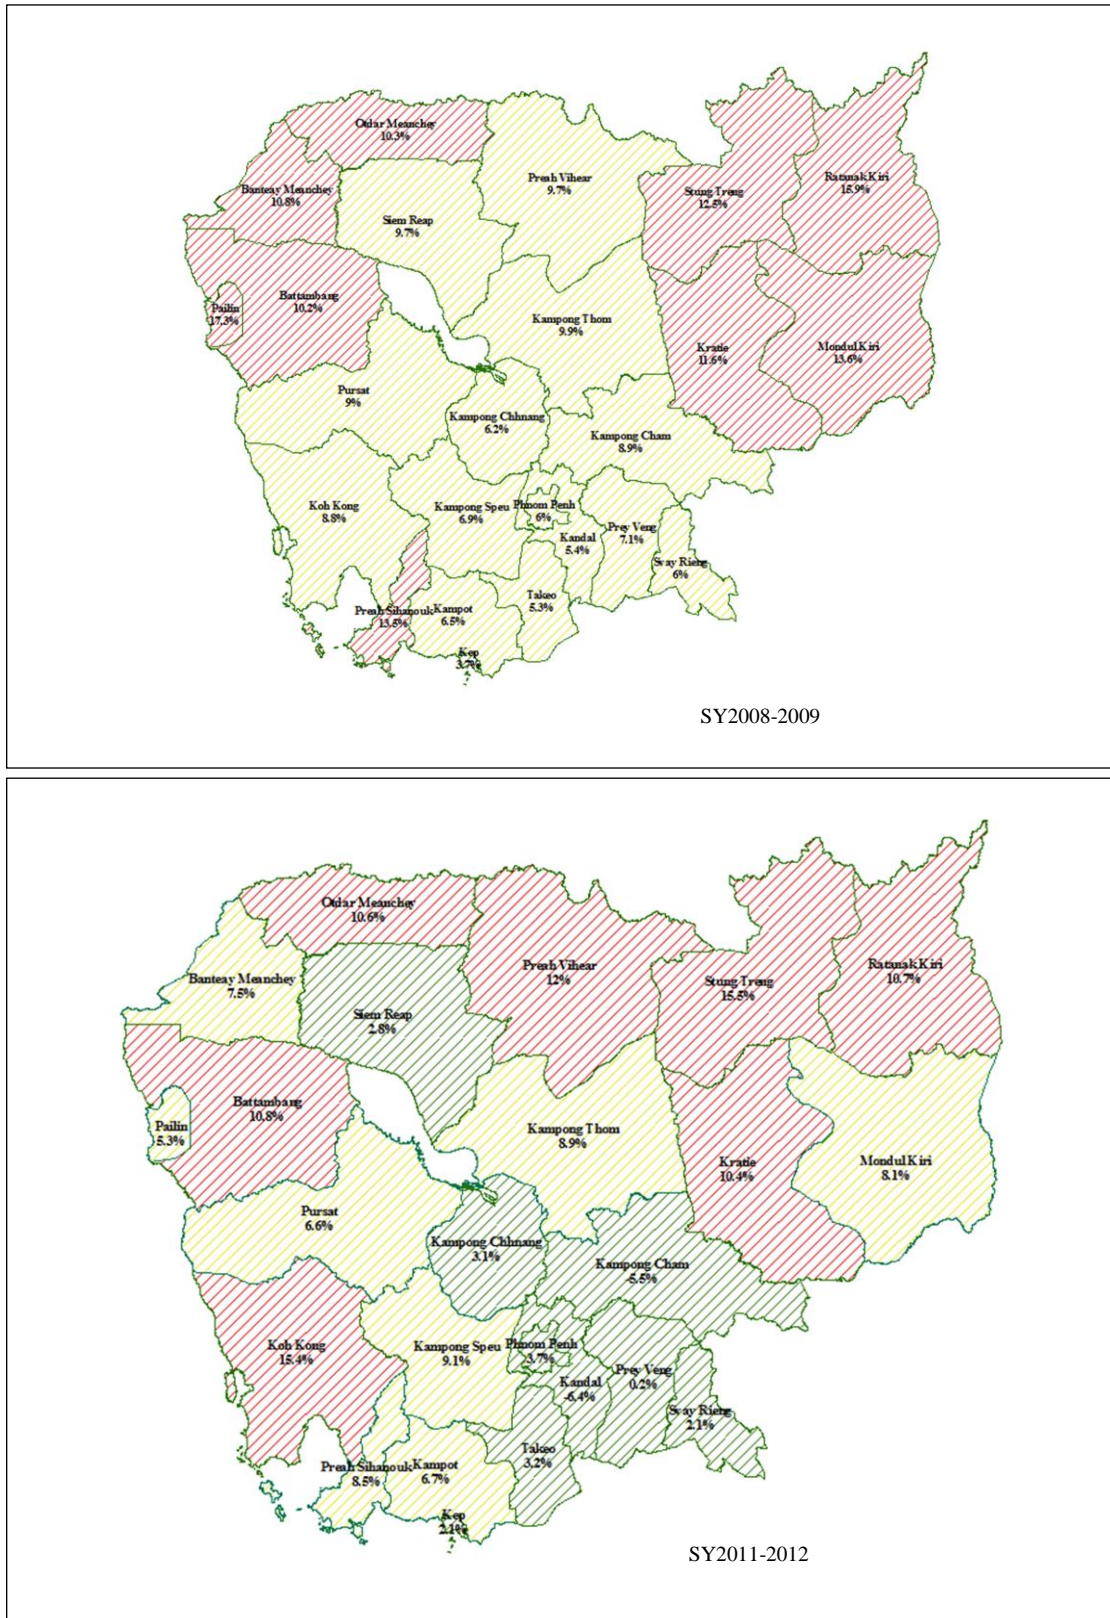 Otdar Meanchey
10.3%
Banteay Meanchey
10.8%
Preah Vihear
9.7%
Stung Treng
12.5%
Ratanak Kiri
15.9%
Siem Reap
9.7%
Battambang
10.2%
Pailin
17.3%
Kampong Thom
9.9%
Kratie
11.6%
Mondul Kiri
13.6%
Pursat
9%
Kampong Chhnang
6.2%
Kampong Cham
8.9%
Koh Kong
8.8%
Kampong Speu
6.9%
Phnom Penh
6%
Prey Veng
7.1%
Kandal
5.4%
Svay Rieng
6%
Takeo
5.3%
Preah Sihanouk
13.5%
Kampot
6.5%
Kep
3.7%
SY2008-2009
Otdar Meanchey
10.6%
Banteay Meanchey
7.5%
Preah Vihear
12%
Stung Treng
15.5%
Ratanak Kiri
10.7%
Siem Reap
2.8%
Battambang
10.8%
Pailin
5.3%
Kampong Thom
8.9%
Kratie
10.4%
Mondul Kiri
8.1%
Pursat
6.6%
Kampong Chhnang
3.1%
Kampong Cham
-5.5%
Koh Kong
15.4%
Kampong Speu
9.1%
Phnom Penh
3.7%
Prey Veng
0.2%
Kandal
-6.4%
Svay Rieng
2.1%
Takeo
3.2%
Preah Sihanouk
8.5%
Kampot
6.7%
Kep
2.1%
SY2011-2012